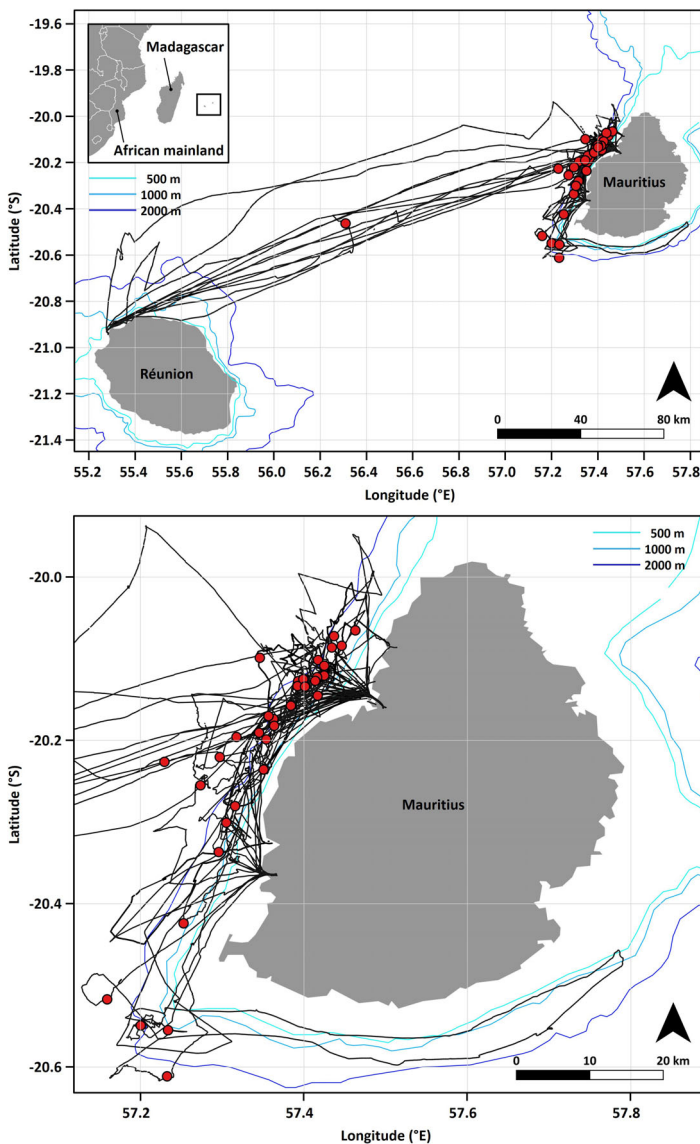 -19.6
-19.8
-20.0
-20.2
-20.4
-20.6
-20.8
-21.0
-21.2
-21.4
Latitude (°S)
Madagascar
African mainland
500 m
1000 m
2000 m
Mauritius
Réunion
0 40 80 km
55.2 55.4 55.6 55.8 56.0 56.2 56.4 56.6 56.8 57.0 57.2 57.4 57.6 57.8
Longitude (°E)
500 m
1000 m
2000 m
-20.0
-20.2
-20.4
-20.6
Latitude (°S)
Mauritius
0 10 20 km
57.2 57.4 57.6 57.8
Longitude (°E)